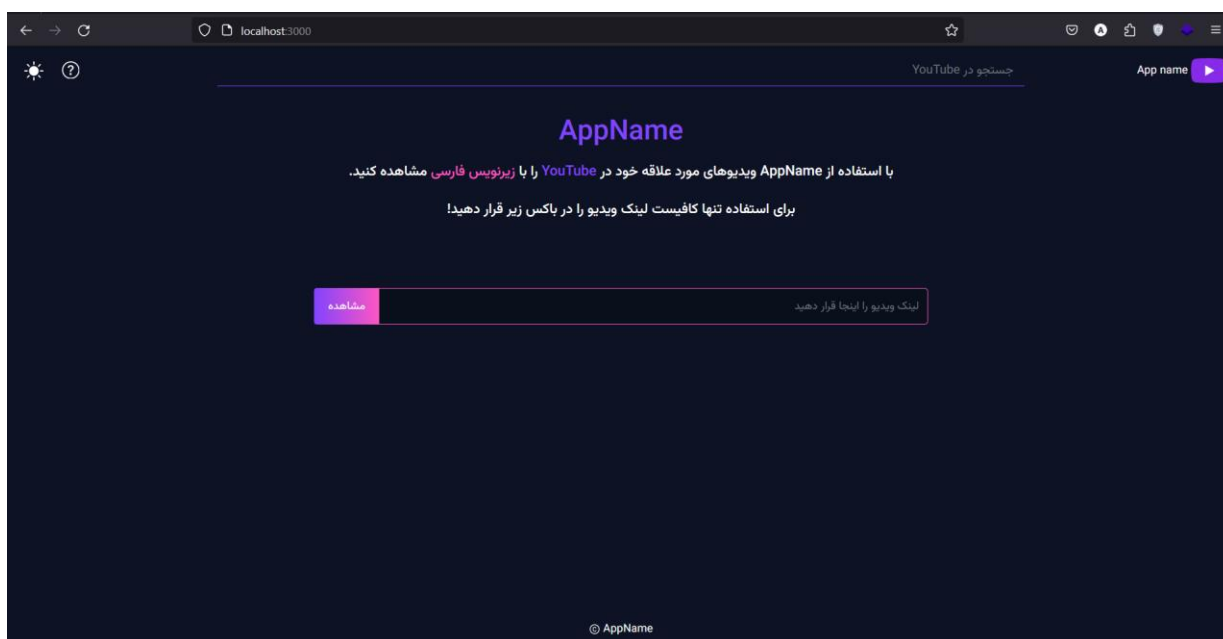 localhost:3000
جستجو در YouTube
App name
AppName
با استفاده از AppName ویدیوهای مورد علاقه خود در YouTube را با زیرنویس فارسی مشاهده کنید.
برای استفاده تنها کافیست لینک ویدیو را در باکس زیر قرار دهید!
لینک ویدیو را اینجا قرار دهید
مشاهده
© AppName